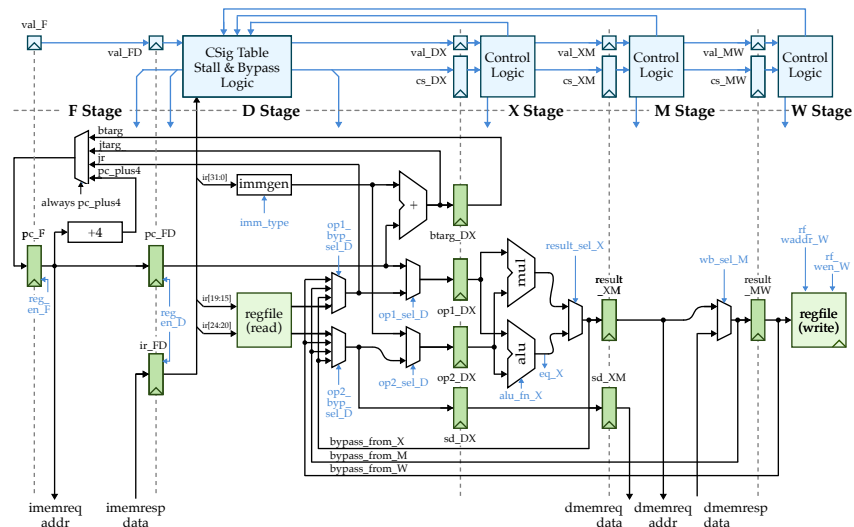 val_F
val_FD
CSig Table
Stall & Bypass
Logic
val_DX
cs_DX
Control
Logic
val_XM
cs_XM
Control
Logic
val_MW
cs_MW
Control
Logic
F Stage
D Stage
X Stage
M Stage
W Stage
btarg
jtarg
jr
pc_plus4
always pc_plus4
+4
pc_F
reg_
en_F
pc_FD
reg_
en_D
ir_FD
ir[31:0]
immgen
imm_type
+
btarg_DX
ir[19:15]
ir[24:20]
regfile
(read)
op1_
byp_
sel_D
op1_sel_D
op1_DX
op2_
byp_
sel_D
op2_sel_D
op2_DX
mul
alu
alu_fn_X
eq_X
result_sel_X
result
_XM
sd_DX
sd_XM
wb_sel_M
result
_MW
rf_
waddr_W
rf_
wen_W
regfile
(write)
bypass_from_X
bypass_from_M
bypass_from_W
imemreq
addr
imemresp
data
dmemreq
data
dmemreq
addr
dmemresp
data